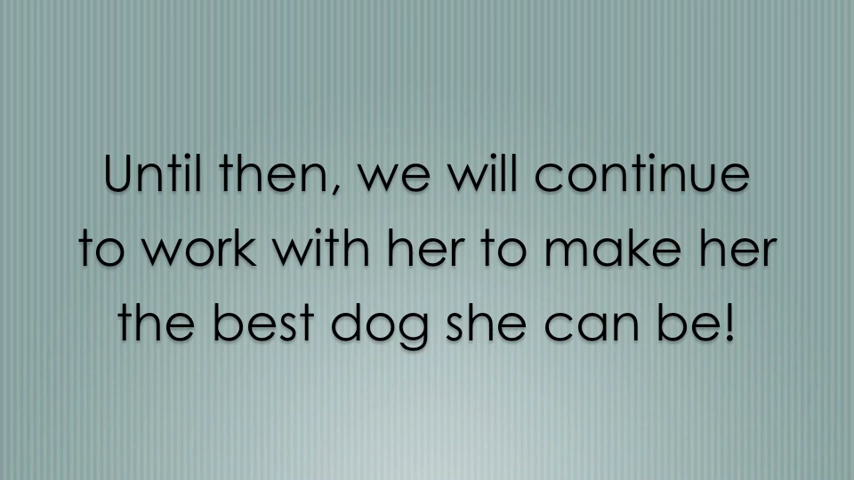 Until then, we will continue
to work with her to make her
the best dog she can be!